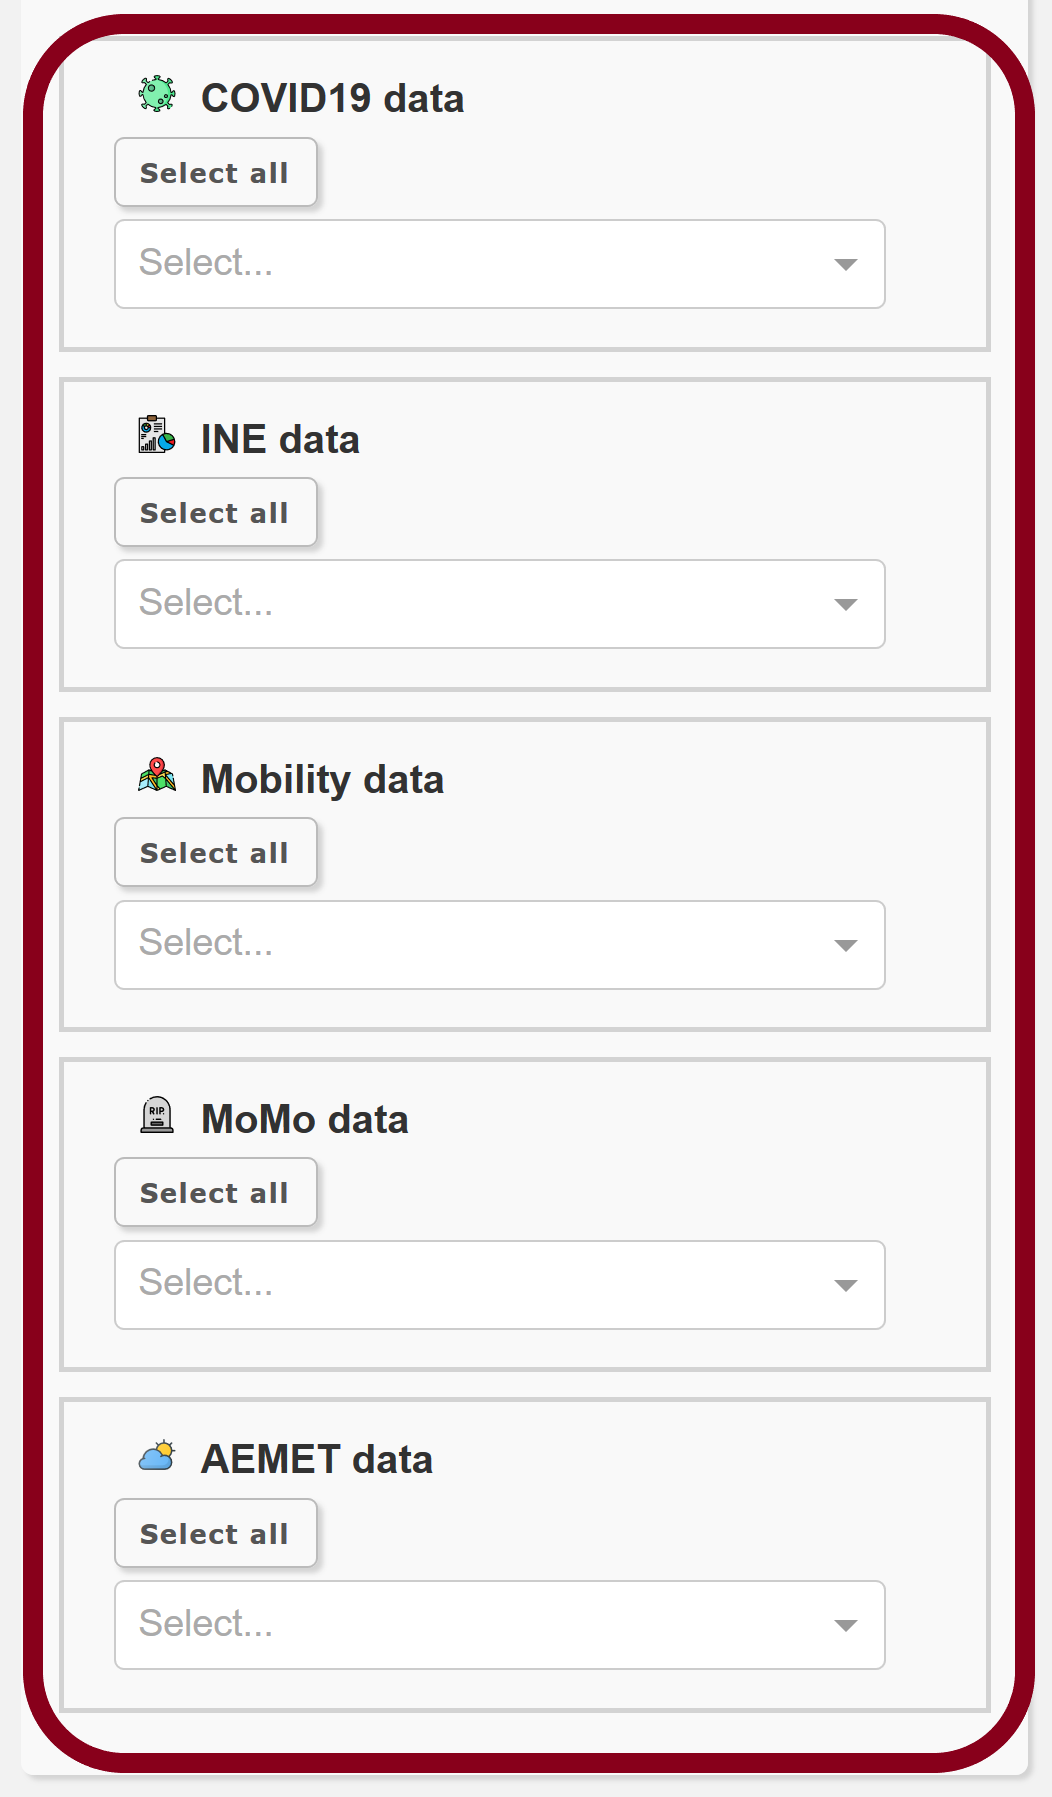 COVID19 data
Select all
Select...
INE data
Select all
Select...
Mobility data
Select all
Select...
RIP.
MoMo data
Select all
Select...
AEMET data
Select all
Select...